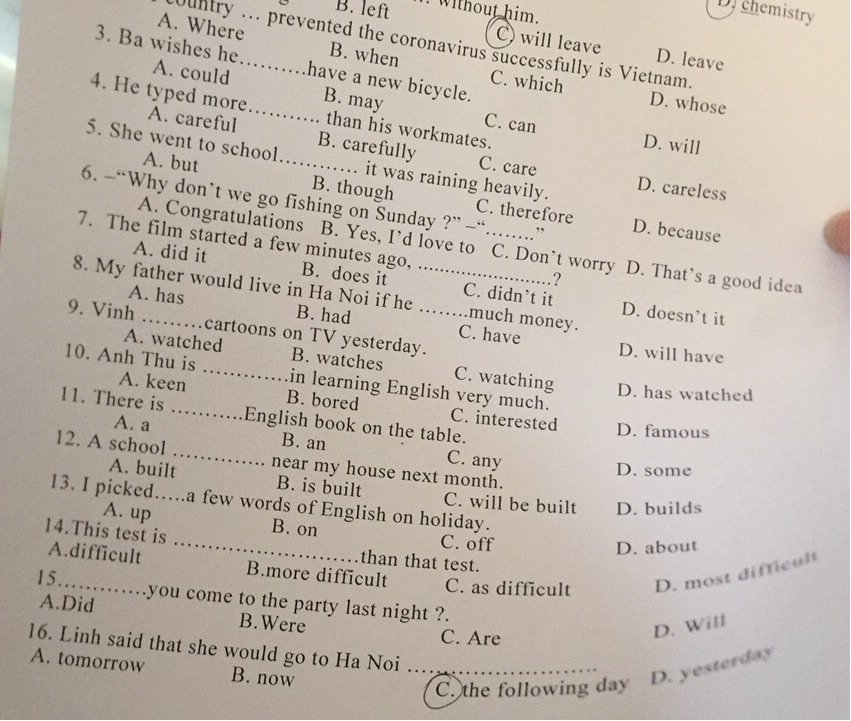 B. left
without him.
D. chemistry
C. will leave
D. leave
country ... prevented the coronavirus successfully is Vietnam.
A. Where B. when C. which D. whose
3. Ba wishes he..........have a new bicycle.
A. could B. may C. can D. will
4. He typed more........... than his workmates.
A. careful B. carefully C. care D. careless
5. She went to school............ it was raining heavily.
A. but B. though C. therefore D. because
6. –“Why don’t we go fishing on Sunday ?” –“........”
A. Congratulations B. Yes, I’d love to C. Don’t worry D. That’s a good idea
7. The film started a few minutes ago, ......................?
A. did it B. does it C. didn’t it D. doesn’t it
8. My father would live in Ha Noi if he ........much money.
A. has B. had C. have D. will have
9. Vinh .........cartoons on TV yesterday.
A. watched B. watches C. watching D. has watched
10. Anh Thu is .............in learning English very much.
A. keen B. bored C. interested D. famous
11. There is ...........English book on the table.
A. a B. an C. any D. some
12. A school .............. near my house next month.
A. built B. is built C. will be built D. builds
13. I picked.....a few words of English on holiday.
A. up B. on C. off D. about
14.This test is ............................than that test.
A.difficult B.more difficult C. as difficult D. most difficult
15.............you come to the party last night ?.
A.Did B.Were C. Are D. Will
16. Linh said that she would go to Ha Noi ............................
A. tomorrow B. now C. the following day D. yesterday